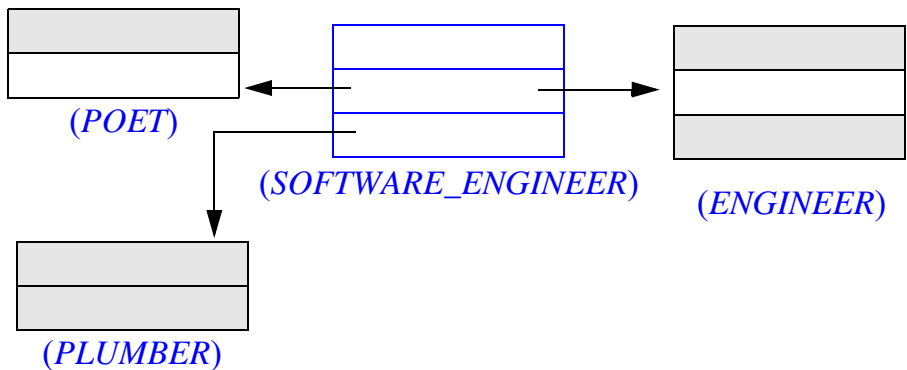 (POET)
(SOFTWARE_ENGINEER)
(ENGINEER)
(PLUMBER)